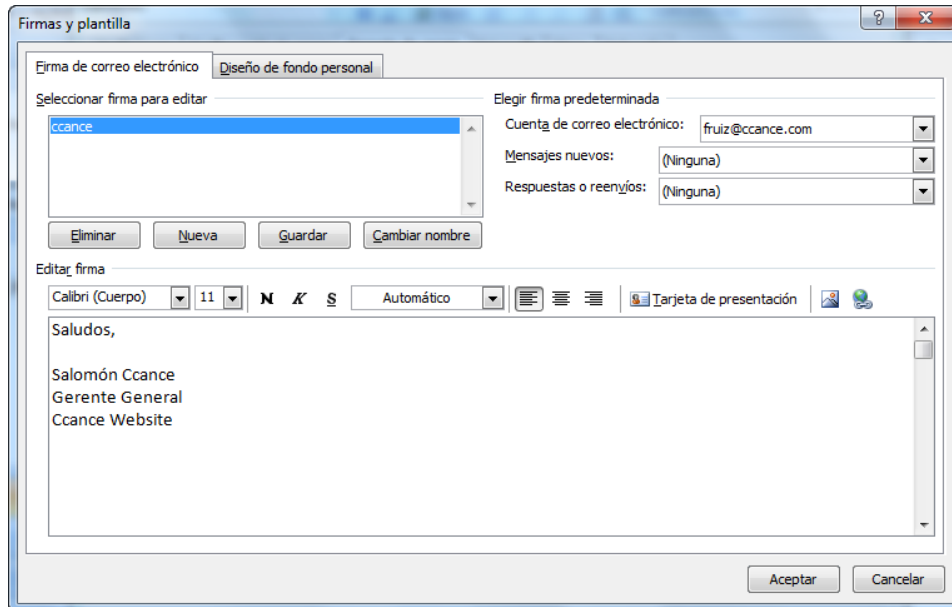 Firmas y plantilla
Firma de correo electrónico
Diseño de fondo personal
Seleccionar firma para editar
ccance
Eliminar
Nueva
Guardar
Cambiar nombre
Elegir firma predeterminada
Cuenta de correo electrónico:
fruiz@ccance.com
Mensajes nuevos:
(Ninguna)
Respuestas o reenvíos:
(Ninguna)
Editar firma
Calibri (Cuerpo)
11
N
K
S
Automático
Tarjeta de presentación
Saludos,
Salomón Ccance
Gerente General
Ccance Website
Aceptar
Cancelar